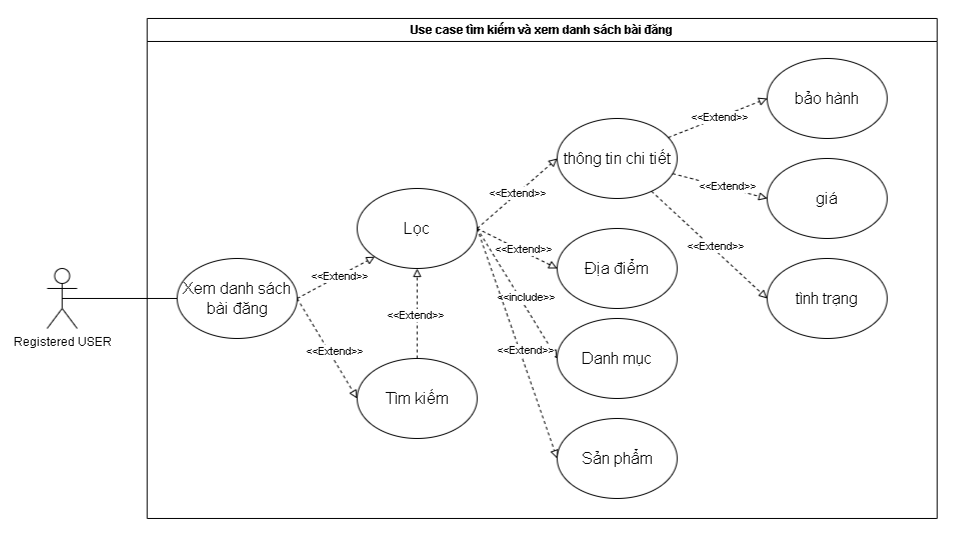 Use case tìm kiếm và xem danh sách bài đăng
bảo hành
<<Extend>>
thông tin chi tiết
<<Extend>>
<<Extend>>
giá
Lọc
<<Extend>>
<<Extend>>
Địa điểm
<<Extend>>
Xem danh sách
bài đăng
<<include>>
tình trạng
Registered USER
<<Extend>>
<<Extend>>
<<Extend>>
Danh mục
Tìm kiếm
Sản phẩm